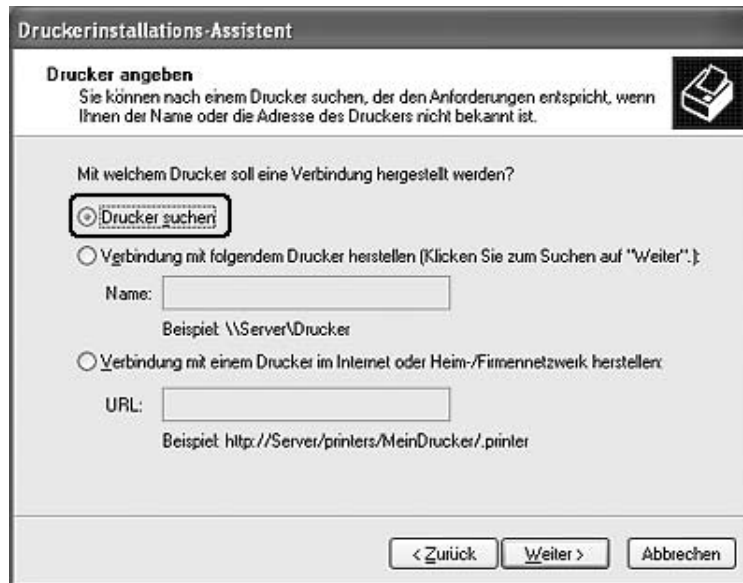 Druckerinstallations-Assistent
Drucker angeben
Sie können nach einem Drucker suchen, der den Anforderungen entspricht, wenn
Ihnen der Name oder die Adresse des Druckers nicht bekannt ist.
Mit welchem Drucker soll eine Verbindung hergestellt werden?
Drucker suchen
Verbindung mit folgendem Drucker herstellen (Klicken Sie zum Suchen auf "Weiter".):
Name:
Beispiel: \\Server\Drucker
Verbindung mit einem Drucker im Internet oder Heim-/Firmennetzwerk herstellen:
URL:
Beispiel: http://Server/printers/MeinDrucker/.printer
< Zurück Weiter > Abbrechen